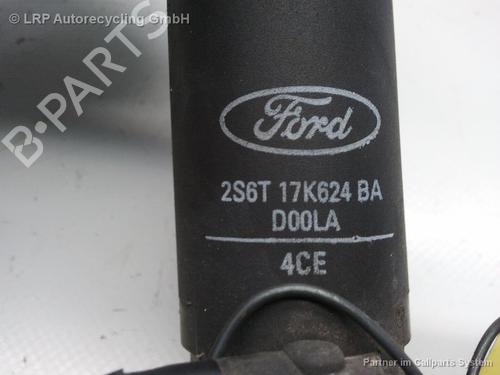 © LRP Autorecycling GmbH
B-PARTS
Ford
2S6T 17K624 BA
D00LA
4CE
Partner im Callparts System